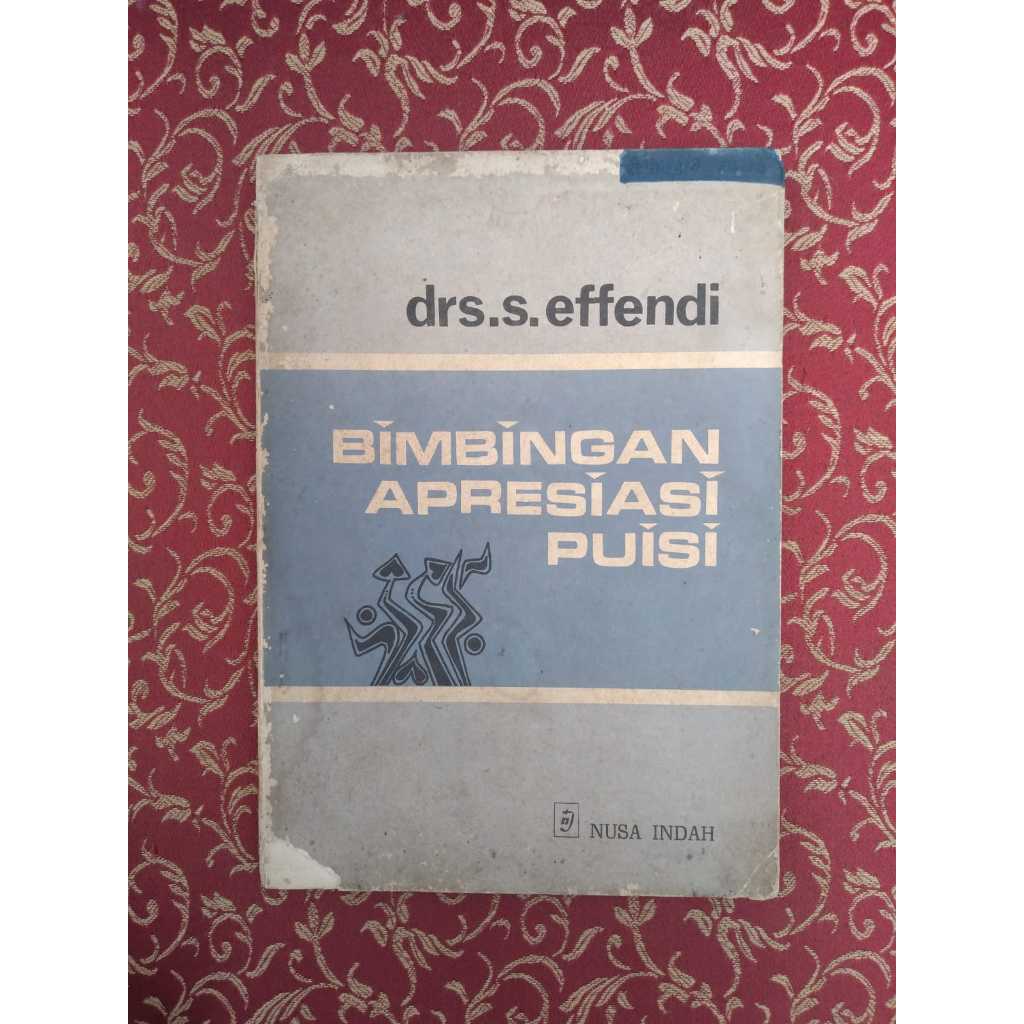 drs.s.effendi
BIMBINGAN
APRESIASI
PUISI
NUSA INDAH